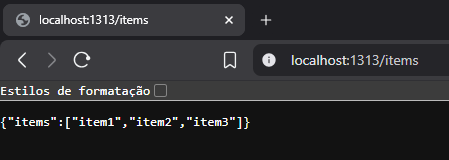 localhost:1313/items
localhost:1313/items
Estilos de formatação
{"items":["item1","item2","item3"]}